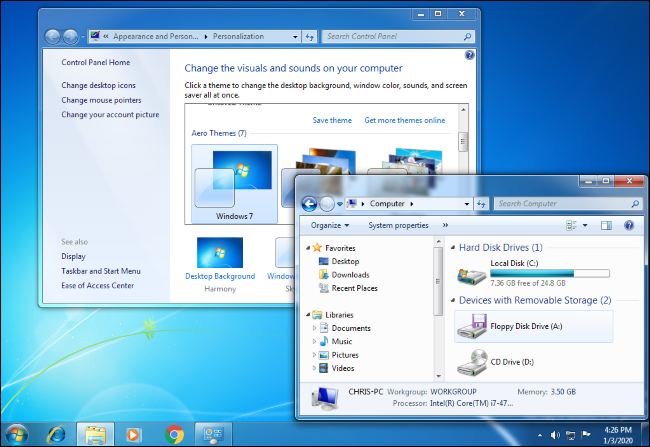 Appearance and Person... Personalization
Search Control Panel
Control Panel Home
Change desktop icons
Change mouse pointers
Change your account picture
See also
Display
Taskbar and Start Menu
Ease of Access Center
Change the visuals and sounds on your computer
Click a theme to change the desktop background, window color, sounds, and screen
saver all at once.
Save theme
Get more themes online
Aero Themes (7)
Windows 7
Desktop Background
Harmony
Window
Sk
Computer
Search Computer
Organize
System properties
»
Favorites
Desktop
Downloads
Recent Places
Libraries
Documents
Music
Pictures
Videos
Hard Disk Drives (1)
Local Disk (C:)
7.36 GB free of 24.8 GB
Devices with Removable Storage (2)
Floppy Disk Drive (A:)
CD Drive (D:)
CHRIS-PC Workgroup: WORKGROUP Memory: 3.50 GB
Processor: Intel(R) Core(TM) i7-47...
4:26 PM
1/3/2020